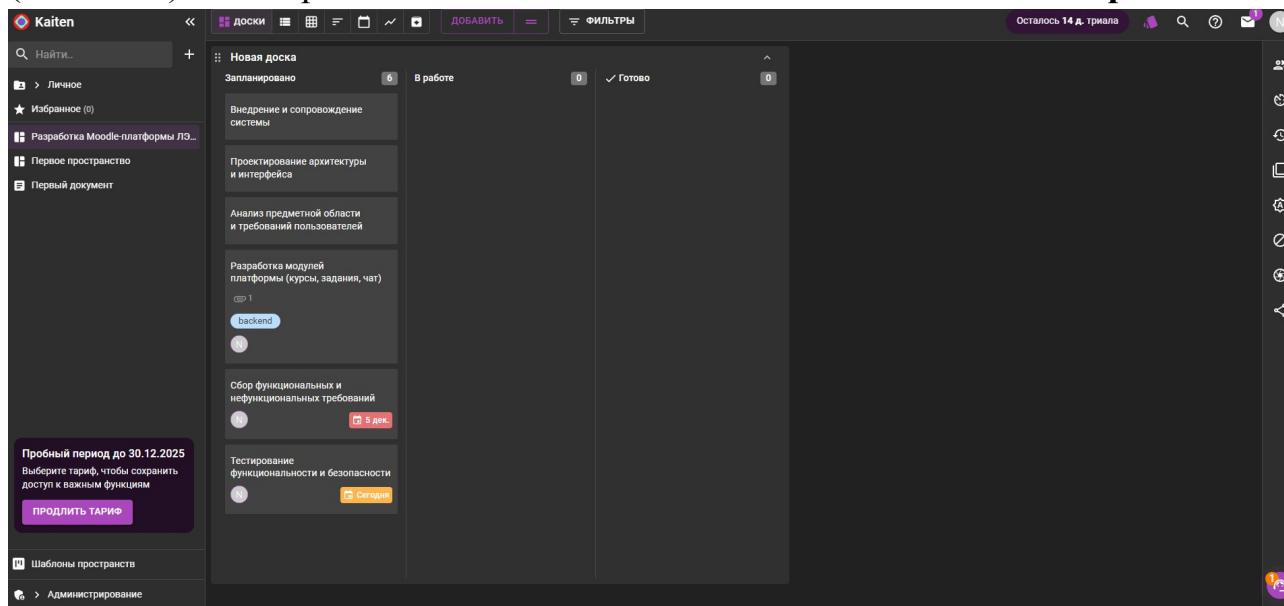 Kaiten
Найти..
Личное
Избранное (0)
Разработка Moodle-платформы ЛЭ...
Первое пространство
Первый документ
Пробный период до 30.12.2025
Выберите тариф, чтобы сохранить
доступ к важным функциям
ПРОДЛИТЬ ТАРИФ
Шаблоны пространств
Администрирование
ДОСКИ
ДОБАВИТЬ
ФИЛЬТРЫ
Осталось 14 д. триала
1
N
Новая доска
Запланировано 6
Внедрение и сопровождение
системы
Проектирование архитектуры
и интерфейса
Анализ предметной области
и требований пользователей
Разработка модулей
платформы (курсы, задания, чат)
1
backend
N
Сбор функциональных и
нефункциональных требований
N 5 дек.
Тестирование
функциональности и безопасности
N Сегодня
В работе 0
Готово 0
1